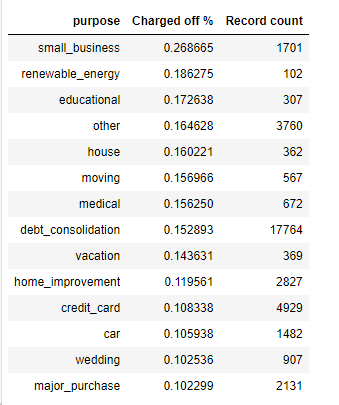 purpose Charged off % Record count
small_business 0.268665 1701
renewable_energy 0.186275 102
educational 0.172638 307
other 0.164628 3760
house 0.160221 362
moving 0.156966 567
medical 0.156250 672
debt_consolidation 0.152893 17764
vacation 0.143631 369
home_improvement 0.119561 2827
credit_card 0.108338 4929
car 0.105938 1482
wedding 0.102536 907
major_purchase 0.102299 2131